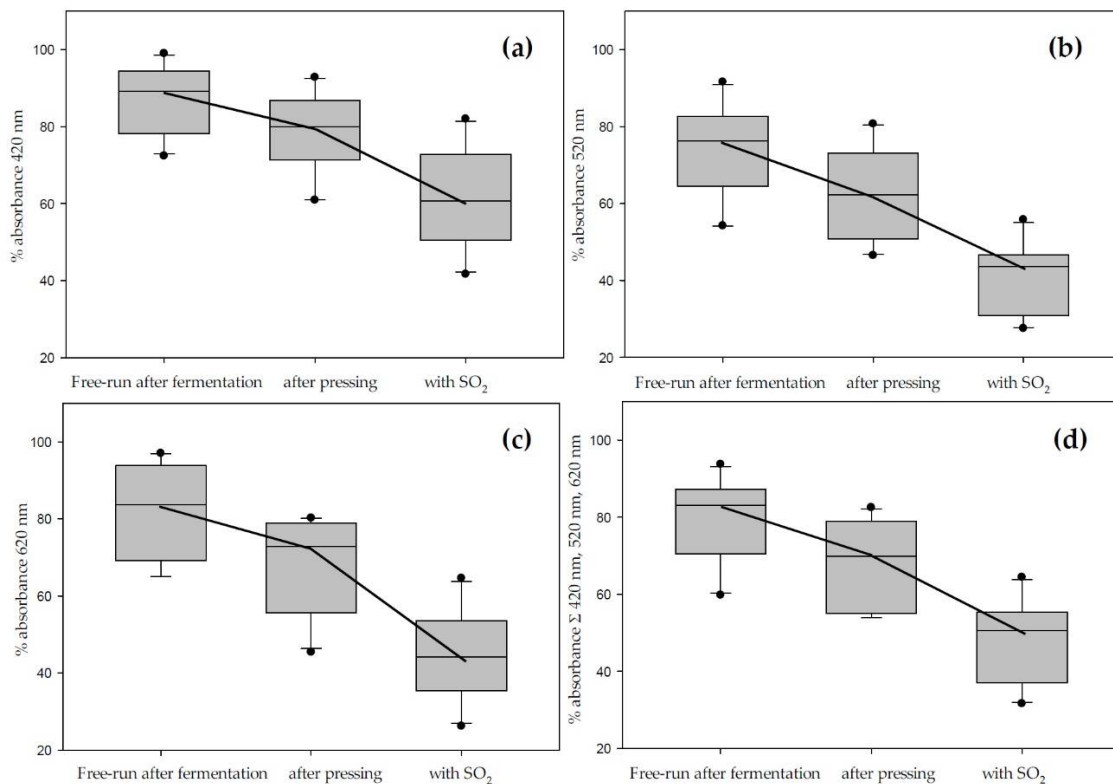 (a)
% absorbance 420 nm
100
80
60
40
20
Free-run after fermentation after pressing with SO₂
(b)
% absorbance 520 nm
100
80
60
40
20
Free-run after fermentation after pressing with SO₂
(c)
% absorbance 620 nm
100
80
60
40
20
Free-run after fermentation after pressing with SO₂
(d)
% absorbance Σ 420 nm, 520 nm, 620 nm
100
80
60
40
20
Free-run after fermentation after pressing with SO₂